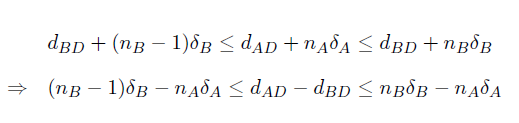 d_{BD} + (n_B − 1)δ_B ≤ d_{AD} + n_Aδ_A ≤ d_{BD} + n_Bδ_B
⇒ (n_B − 1)δ_B − n_Aδ_A ≤ d_{AD} − d_{BD} ≤ n_Bδ_B − n_Aδ_A